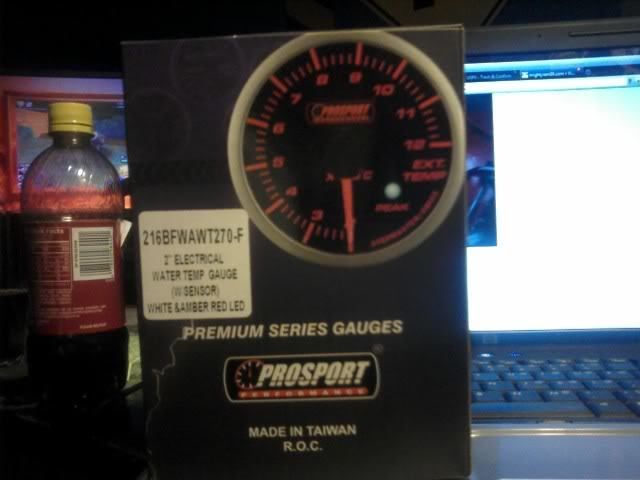 8 9
7 10
6 11
5 12
4
3
PROSPORT
PERFORMANCE
EXT.
TEMP
PEAK
216BFWAWT270-F
2" ELECTRICAL
WATER TEMP GAUGE
(W/SENSOR)
WHITE &AMBER RED LED
PREMIUM SERIES GAUGES
PROSPORT
PERFORMANCE
MADE IN TAIWAN
R.O.C.